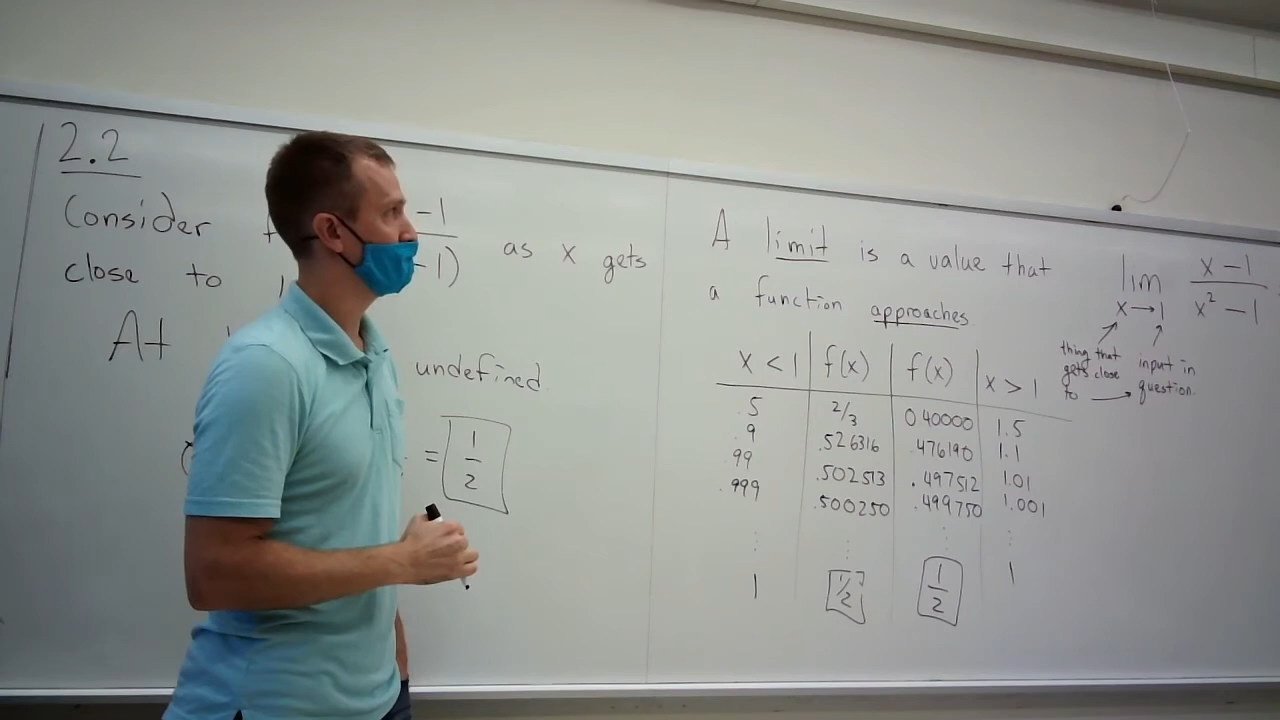 2.2
Consider
-1
-1)
as x gets
close to 1
At
undefined
= 1/2
A limit is a value that
a function approaches
x < 1 | f(x) | f(x) | x > 1
.5 | 2/3 | 0.40000 | 1.5
.9 | .526316 | .476190 | 1.1
.99 | .502513 | .497512 | 1.01
.999 | .500250 | .499750 | 1.001
⋮ | ⋮ | ⋮ | ⋮
1 | 1/2 | 1/2 | 1
lim x→1 x-1 / x²-1
thing that
gets close
to →
input in
question.